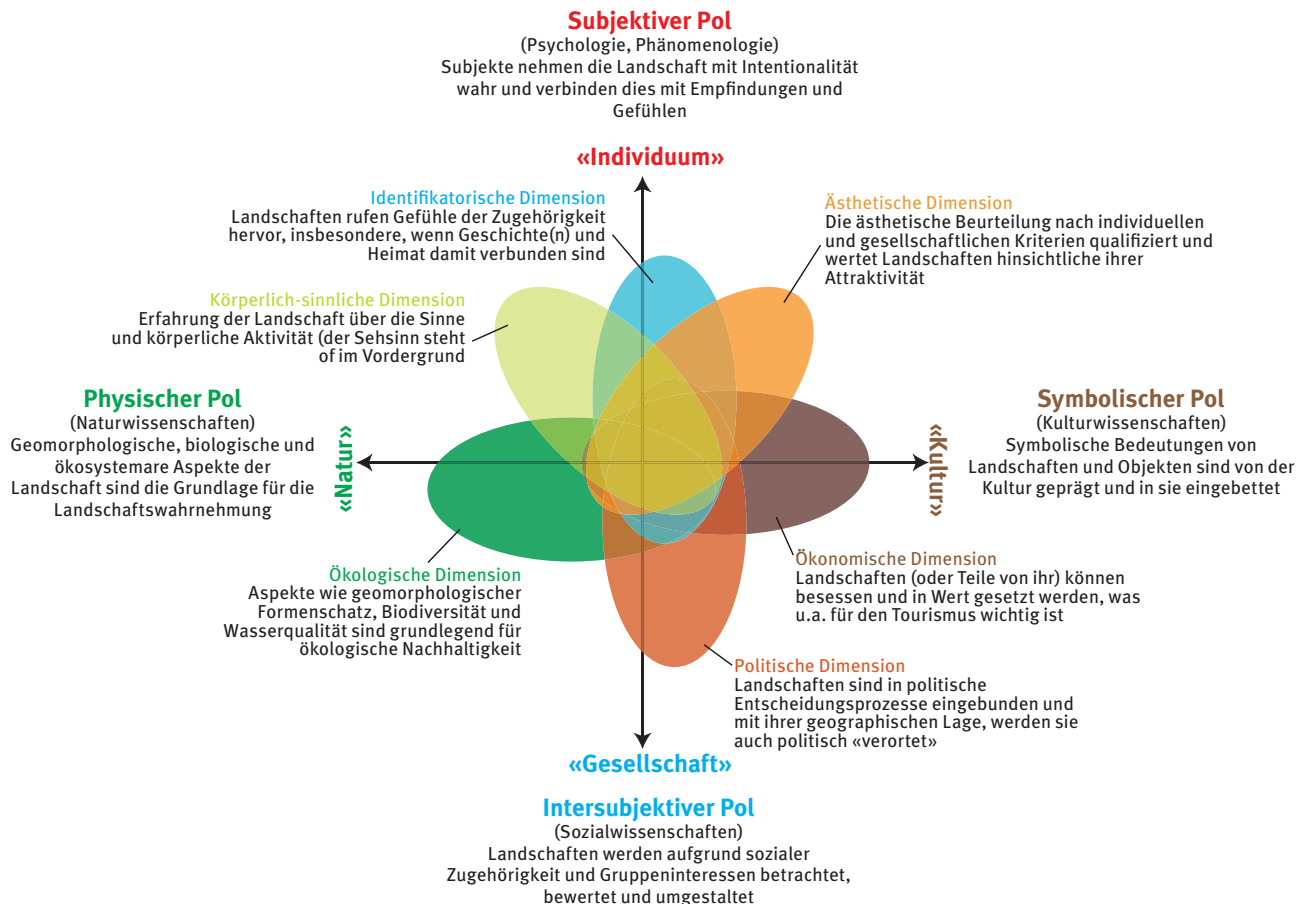 Subjektiver Pol
(Psychologie, Phänomenologie)
Subjekte nehmen die Landschaft mit Intentionalität
wahr und verbinden dies mit Empfindungen und
Gefühlen
«Individuum»
Identifikatorische Dimension
Landschaften rufen Gefühle der Zugehörigkeit
hervor, insbesondere, wenn Geschichte(n) und
Heimat damit verbunden sind
Ästhetische Dimension
Die ästhetische Beurteilung nach individuellen
und gesellschaftlichen Kriterien qualifiziert und
wertet Landschaften hinsichtliche ihrer
Attraktivität
Körperlich-sinnliche Dimension
Erfahrung der Landschaft über die Sinne
und körperliche Aktivität (der Sehsinn steht
of im Vordergrund
Physischer Pol
(Naturwissenschaften)
Geomorphologische, biologische und
ökosystemare Aspekte der
Landschaft sind die Grundlage für die
Landschaftswahrnehmung
«Natur»
«Kultur»
Symbolischer Pol
(Kulturwissenschaften)
Symbolische Bedeutungen von
Landschaften und Objekten sind von der
Kultur geprägt und in sie eingebettet
Ökologische Dimension
Aspekte wie geomorphologischer
Formenschatz, Biodiversität und
Wasserqualität sind grundlegend für
ökologische Nachhaltigkeit
Ökonomische Dimension
Landschaften (oder Teile von ihr) können
besessen und in Wert gesetzt werden, was
u.a. für den Tourismus wichtig ist
Politische Dimension
Landschaften sind in politische
Entscheidungsprozesse eingebunden und
mit ihrer geographischen Lage, werden sie
auch politisch «verortet»
«Gesellschaft»
Intersubjektiver Pol
(Sozialwissenschaften)
Landschaften werden aufgrund sozialer
Zugehörigkeit und Gruppeninteressen betrachtet,
bewertet und umgestaltet